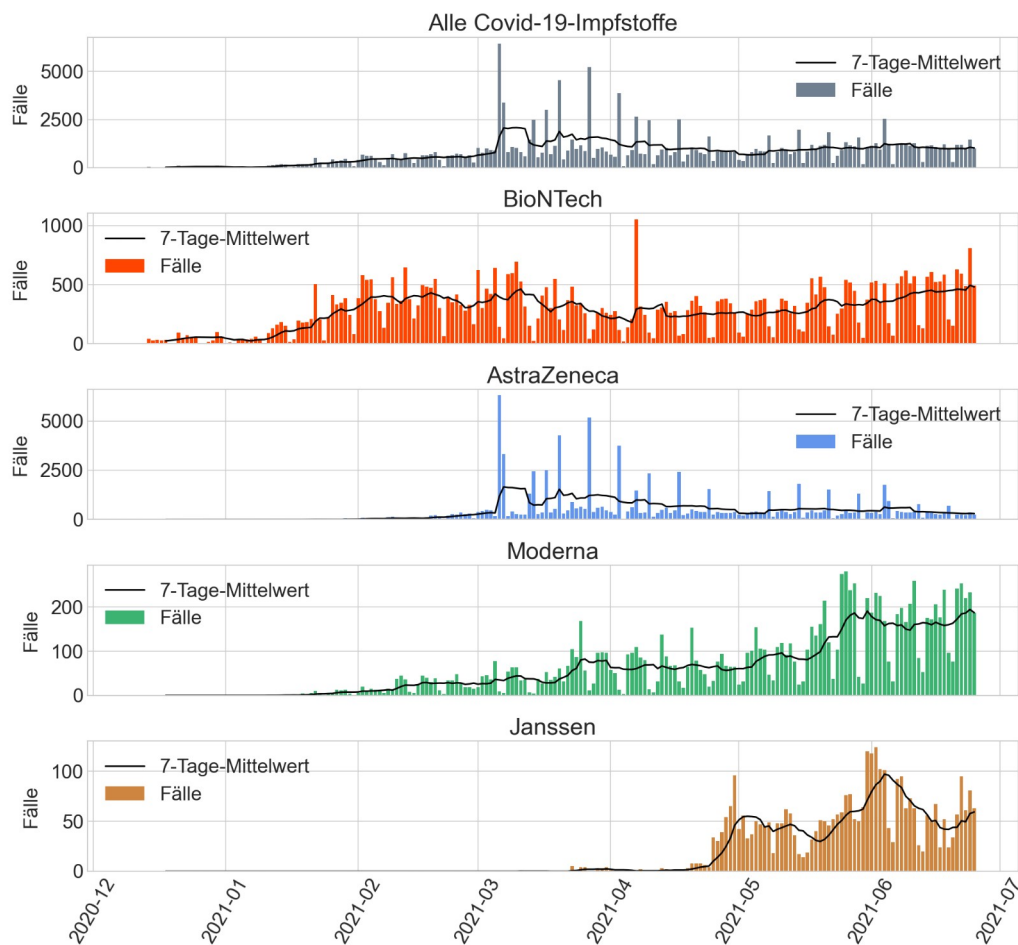 Alle Covid-19-Impfstoffe
Fälle
5000
2500
0
7-Tage-Mittelwert
Fälle
BioNTech
Fälle
1000
500
0
7-Tage-Mittelwert
Fälle
AstraZeneca
Fälle
5000
2500
0
7-Tage-Mittelwert
Fälle
Moderna
Fälle
200
100
0
7-Tage-Mittelwert
Fälle
Janssen
Fälle
100
50
0
7-Tage-Mittelwert
Fälle
2020-12
2021-01
2021-02
2021-03
2021-04
2021-05
2021-06
2021-07